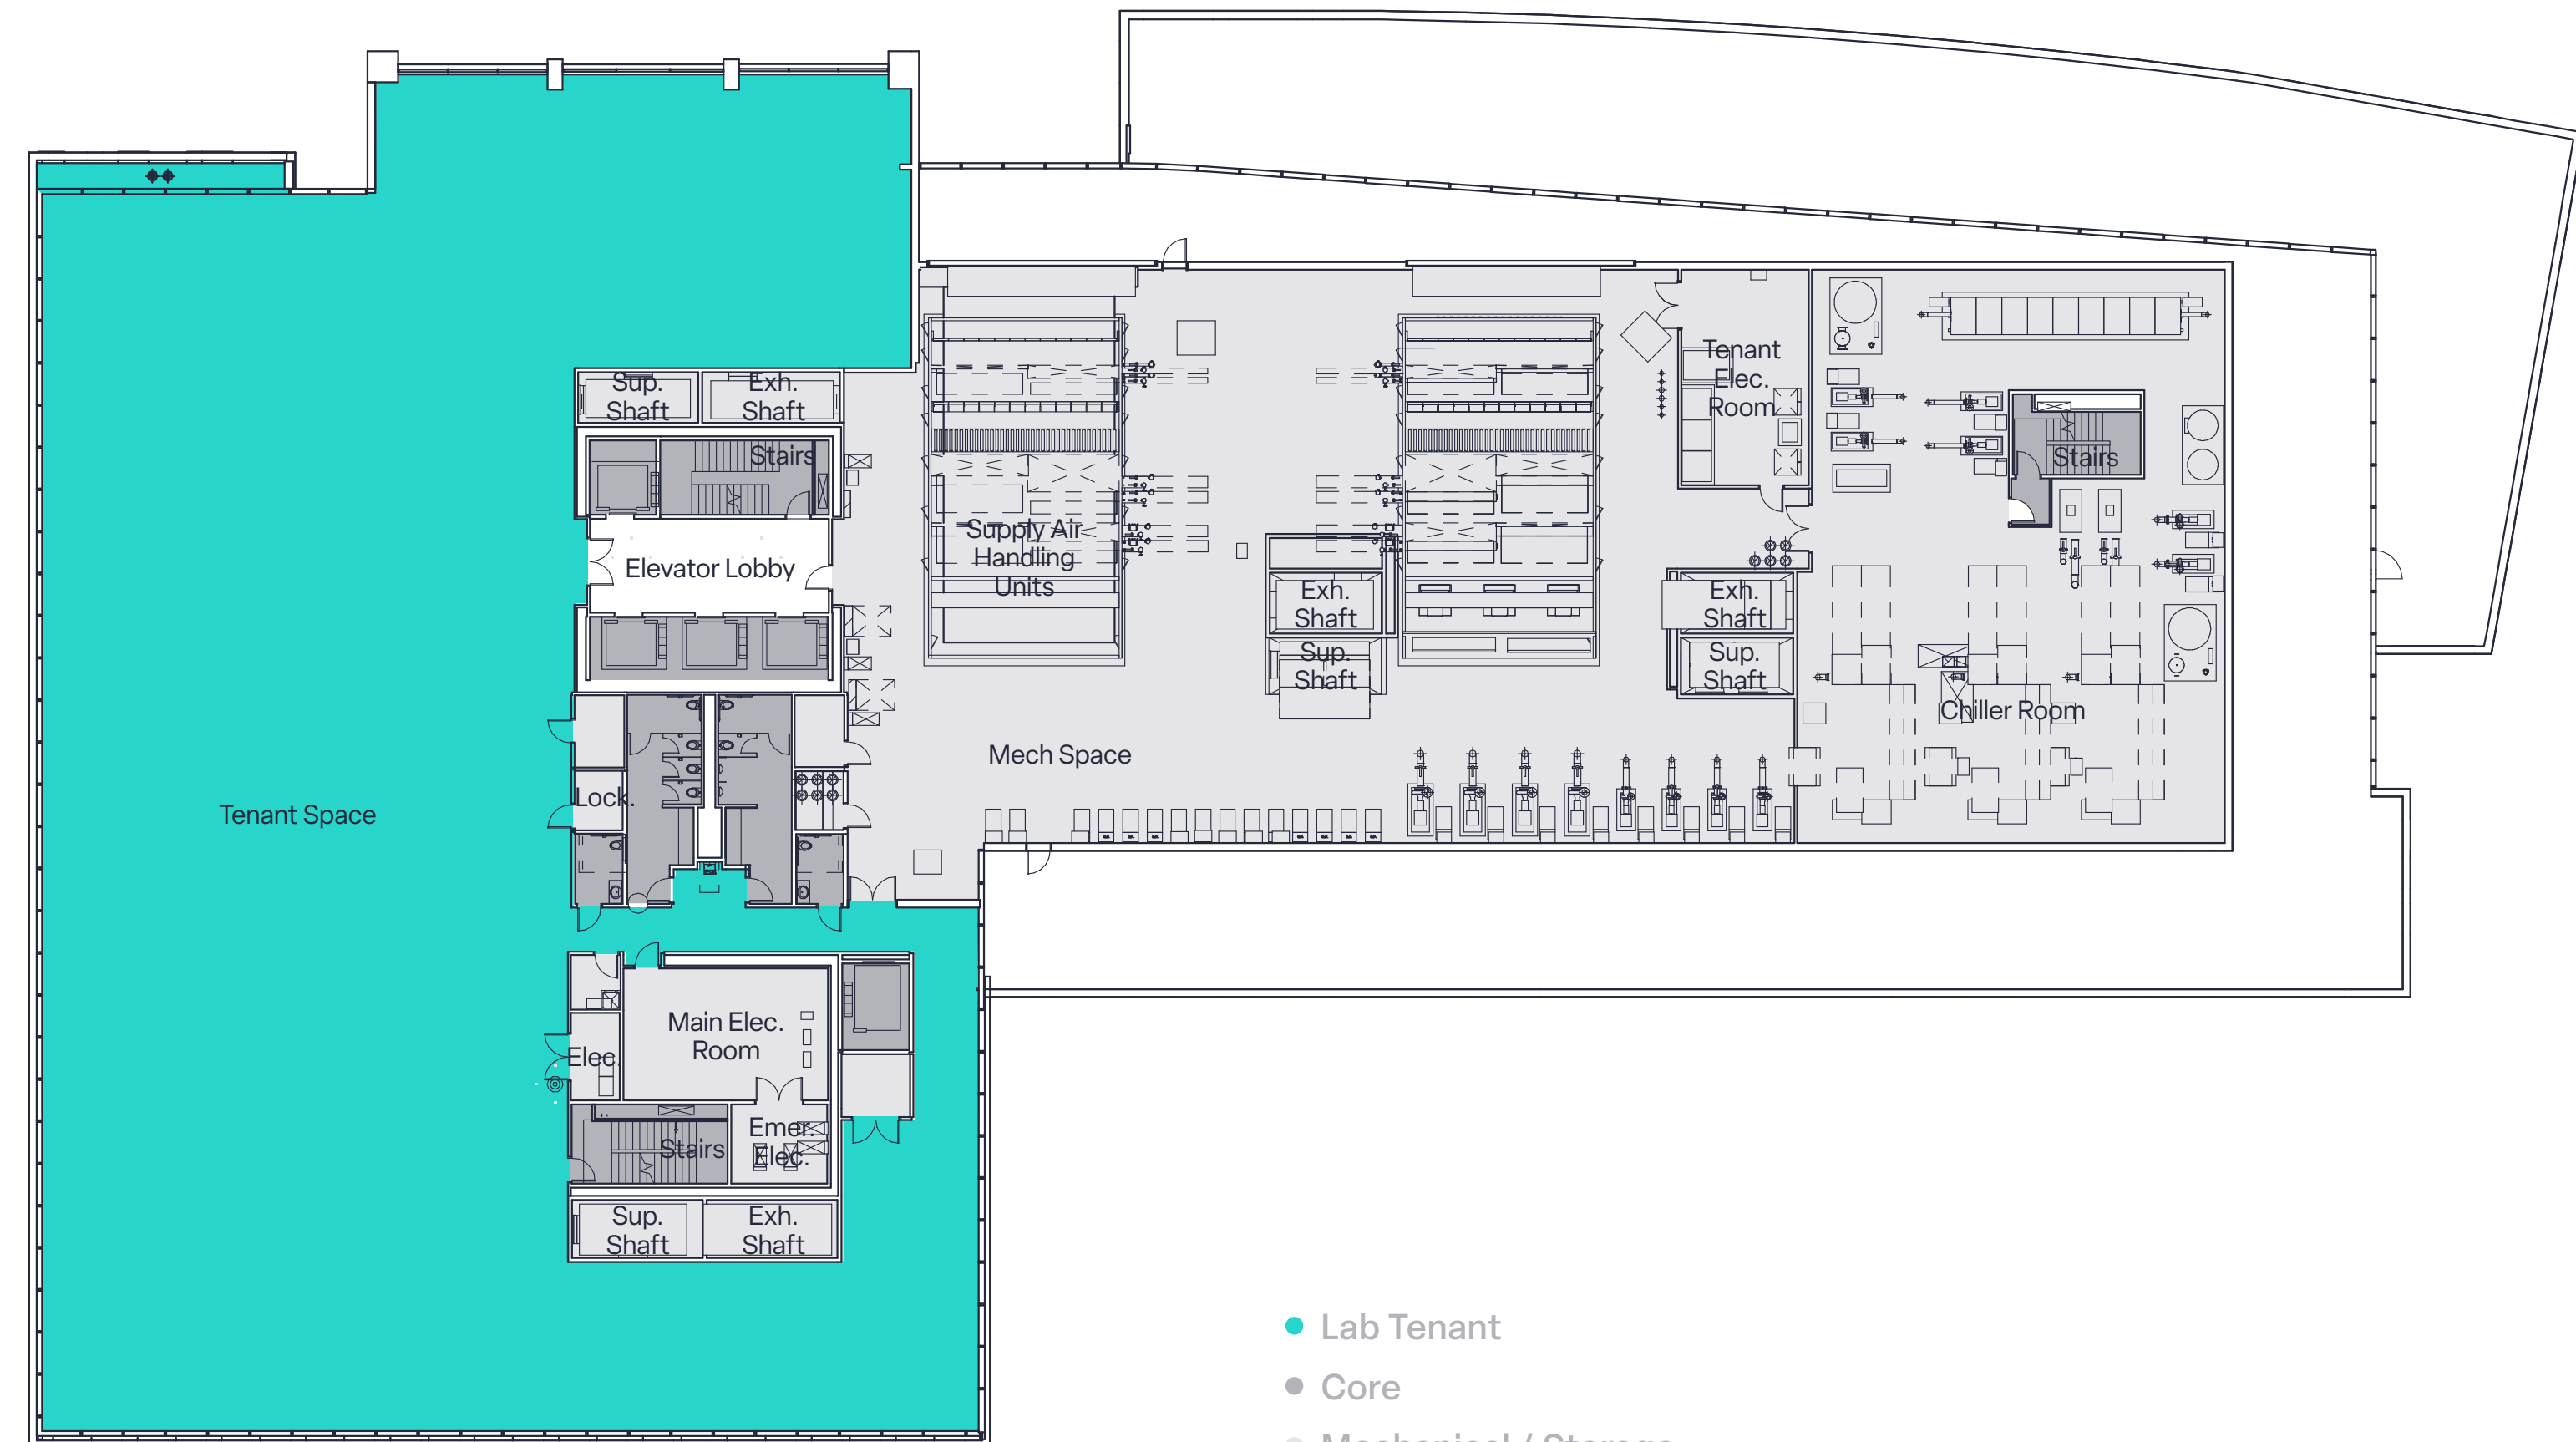 Sup.
Shaft
Exh.
Shaft
Stairs
Elevator Lobby
Supply Air
Handling
Units
Tenant
Elec.
Room
Stairs
Exh.
Shaft
Sup.
Shaft
Exh.
Shaft
Sup.
Shaft
Chiller Room
Mech Space
Lock.
Tenant Space
Main Elec.
Room
Elec.
Emer.
Elec.
Stairs
Sup.
Shaft
Exh.
Shaft
Lab Tenant
Core
Mechanical / Storage